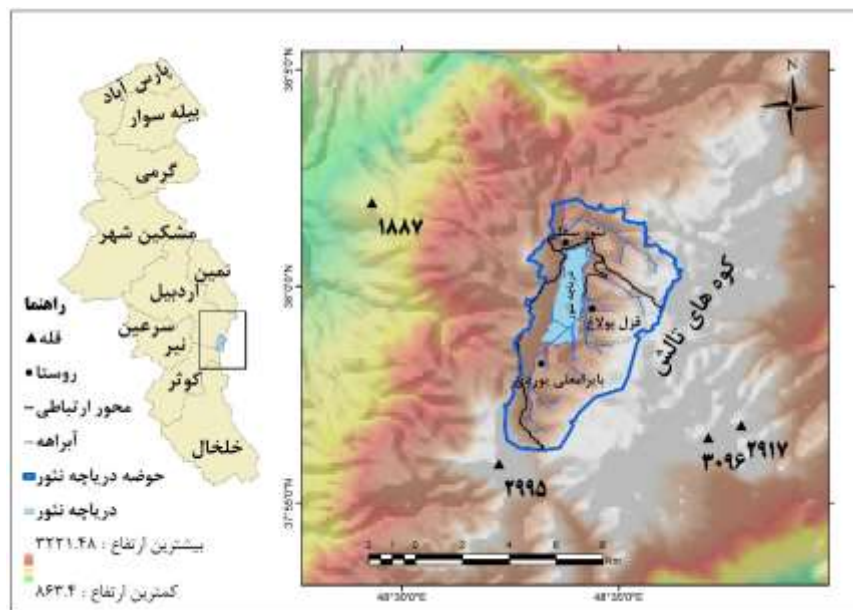 پارس آباد
بیله سوار
گرمی
مشکین شهر
نمین
اردبیل
سرعین
نیر
کوثر
خلخال
راهنما
قله
روستا
محور ارتباطی
آبراهه
حوضه دریاچه نئور
دریاچه نئور
بیشترین ارتفاع : ۳۲۲۱.۴۸
کمترین ارتفاع : ۸۶۳.۴
38°5'0"N
38°0'0"N
37°55'0"N
48°30'0"E
48°35'0"E
N
۱۸۸۷
قزل بولاغ
بابرامعلی یوردی
کوه های تالش
۲۹۱۷
۳۰۹۶
۲۹۹۵
Km